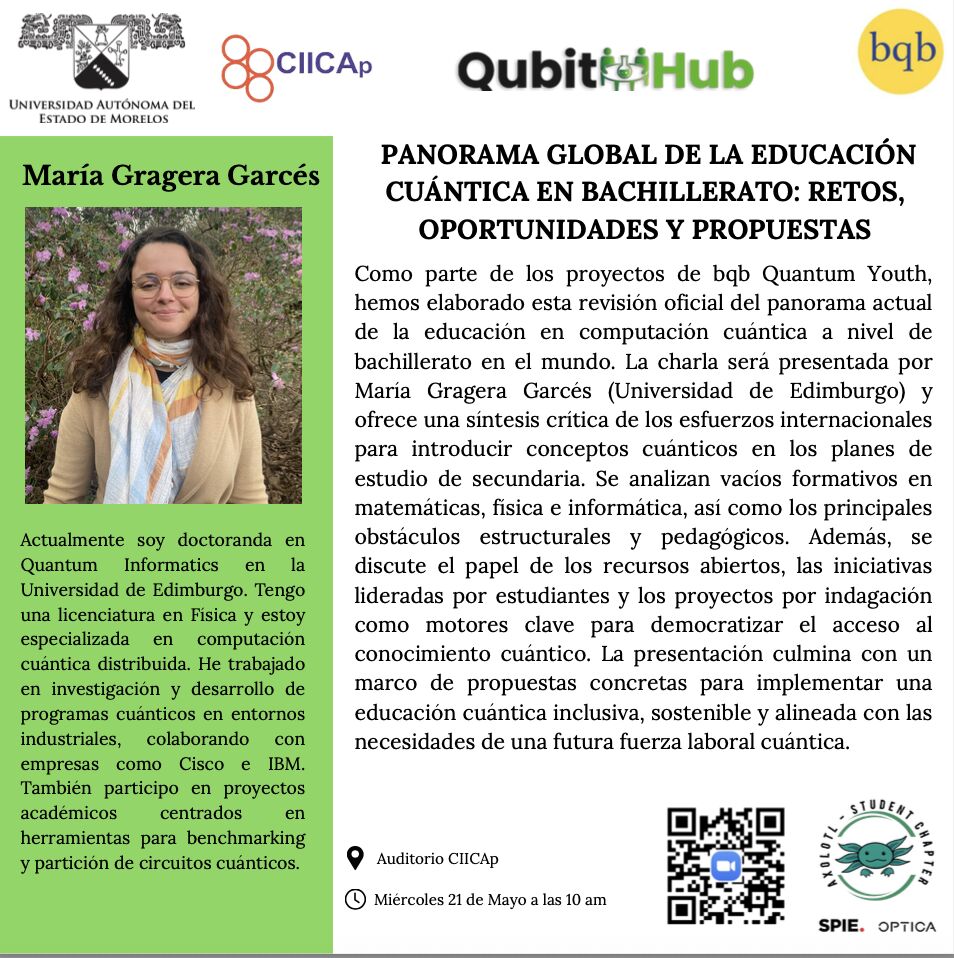 UNIVERSIDAD AUTÓNOMA DEL
ESTADO DE MORELOS
CIICAp
QubitHub
bqb
María Gragera Garcés
Actualmente soy doctoranda en
Quantum Informatics en la
Universidad de Edimburgo. Tengo
una licenciatura en Física y estoy
especializada en computación
cuántica distribuida. He trabajado
en investigación y desarrollo de
programas cuánticos en entornos
industriales, colaborando con
empresas como Cisco e IBM.
También participo en proyectos
académicos centrados en
herramientas para benchmarking
y partición de circuitos cuánticos.
PANORAMA GLOBAL DE LA EDUCACIÓN
CUÁNTICA EN BACHILLERATO: RETOS,
OPORTUNIDADES Y PROPUESTAS
Como parte de los proyectos de bqb Quantum Youth,
hemos elaborado esta revisión oficial del panorama actual
de la educación en computación cuántica a nivel de
bachillerato en el mundo. La charla será presentada por
María Gragera Garcés (Universidad de Edimburgo) y
ofrece una síntesis crítica de los esfuerzos internacionales
para introducir conceptos cuánticos en los planes de
estudio de secundaria. Se analizan vacíos formativos en
matemáticas, física e informática, así como los principales
obstáculos estructurales y pedagógicos. Además, se
discute el papel de los recursos abiertos, las iniciativas
lideradas por estudiantes y los proyectos por indagación
como motores clave para democratizar el acceso al
conocimiento cuántico. La presentación culmina con un
marco de propuestas concretas para implementar una
educación cuántica inclusiva, sostenible y alineada con las
necesidades de una futura fuerza laboral cuántica.
Auditorio CIICAp
Miércoles 21 de Mayo a las 10 am
AXOLOTL - STUDENT CHAPTER
SPIE. OPTICA